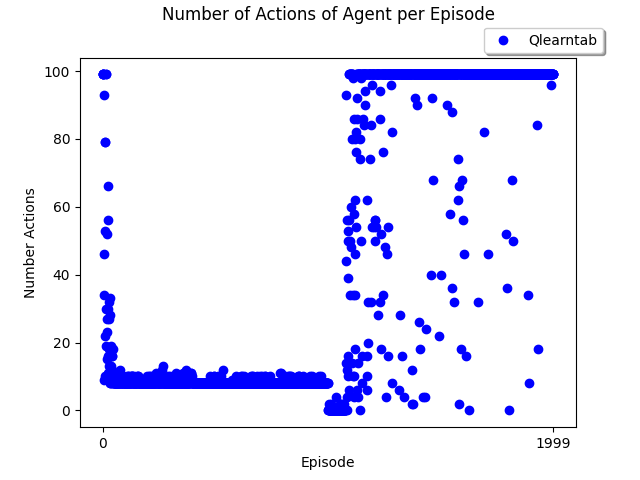 Number of Actions of Agent per Episode
Qlearntab
100
80
60
40
20
0
Number Actions
0 1999
Episode